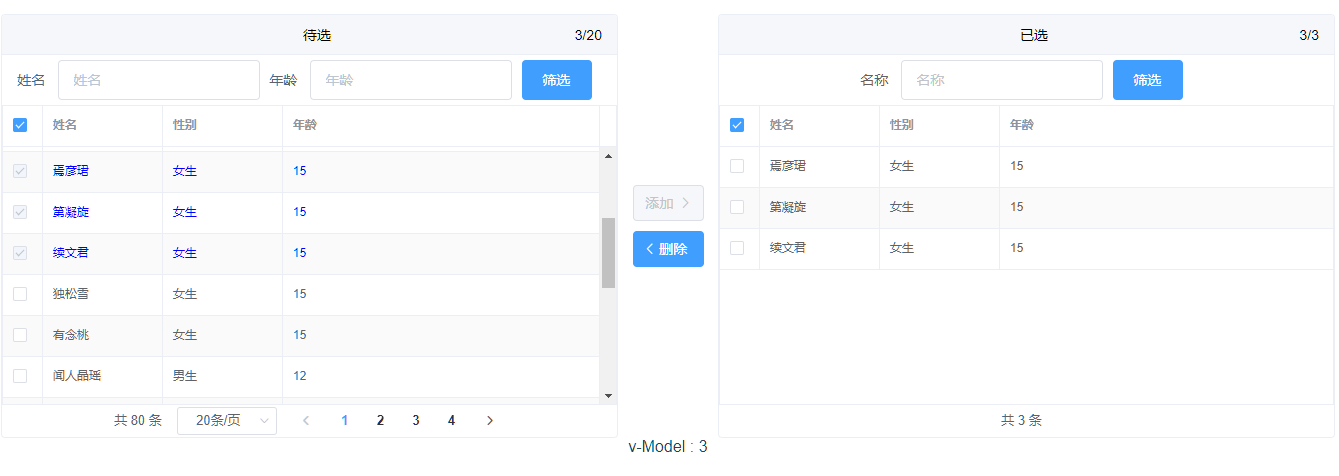 待选 3/20
姓名 姓名 年龄 年龄 筛选
姓名 性别 年龄
焉彦珺 女生 15
第凝旋 女生 15
续文君 女生 15
独松雪 女生 15
有念桃 女生 15
闻人晶瑶 男生 12
共 80 条 20条/页 1 2 3 4
添加
删除
已选 3/3
名称 名称 筛选
姓名 性别 年龄
焉彦珺 女生 15
第凝旋 女生 15
续文君 女生 15
共 3 条
v-Model : 3